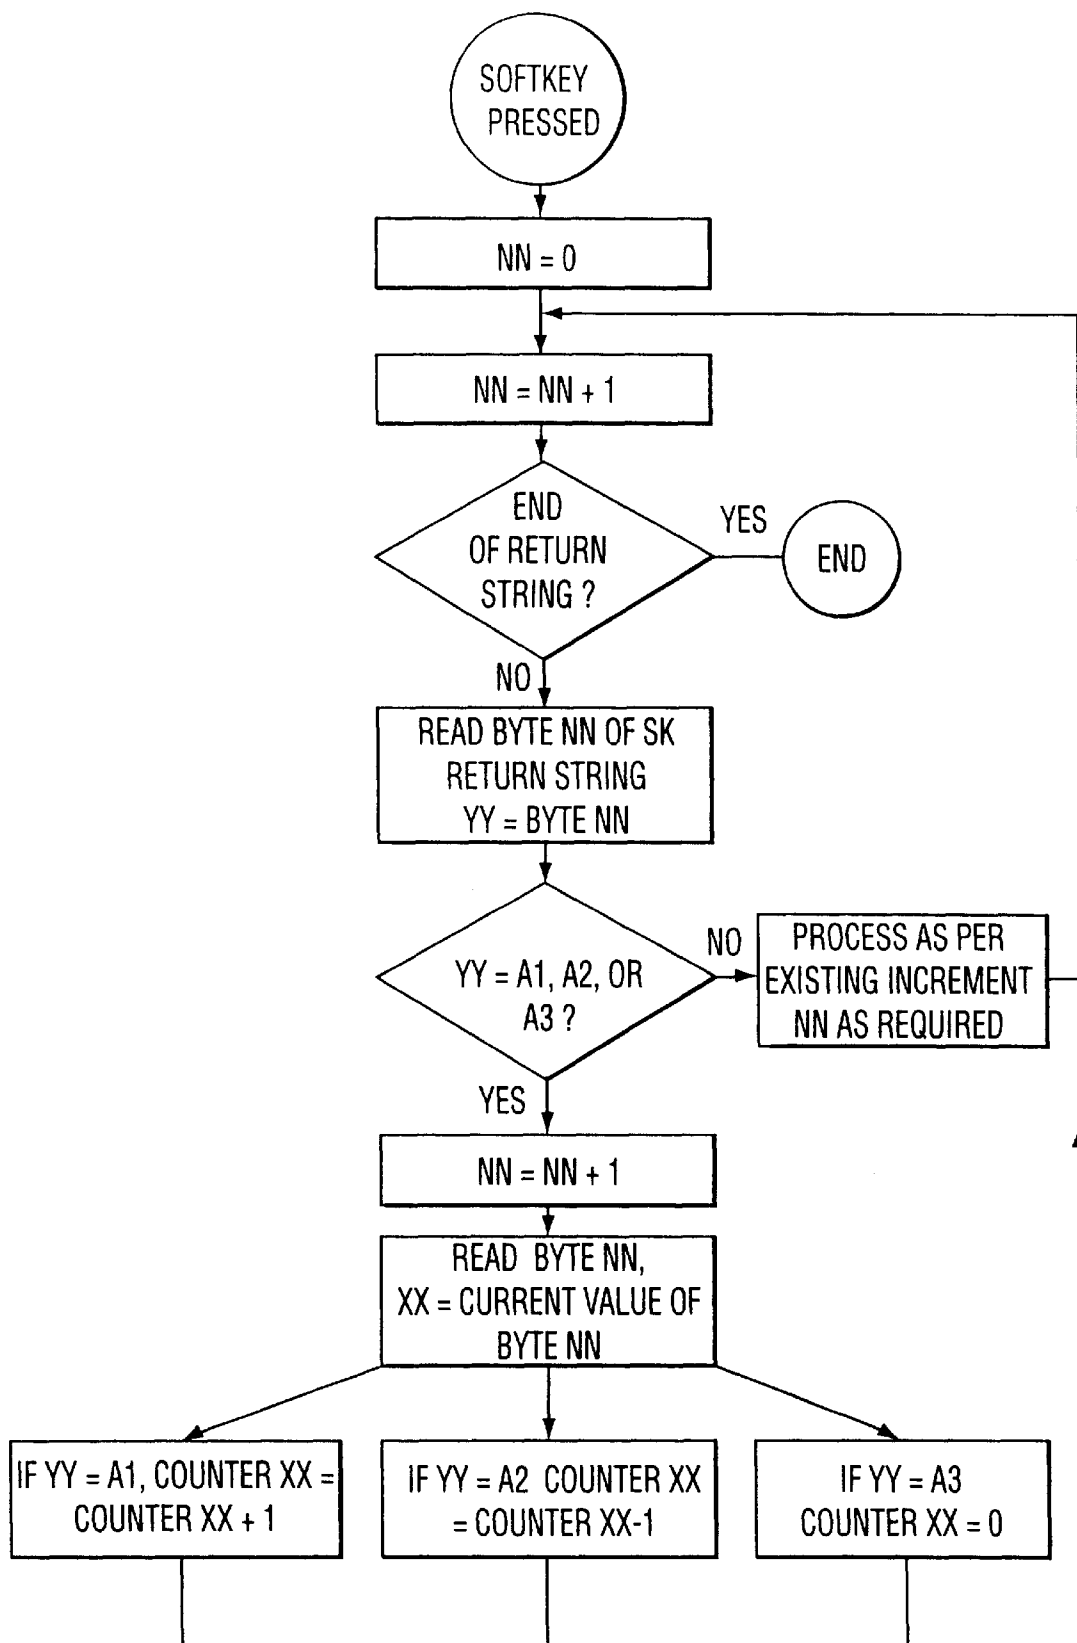 SOFTKEY
PRESSED
NN = 0
NN = NN + 1
END
OF RETURN
STRING ?
YES
END
NO
READ BYTE NN OF SK
RETURN STRING
YY = BYTE NN
YY = A1, A2, OR
A3 ?
NO
PROCESS AS PER
EXISTING INCREMENT
NN AS REQUIRED
YES
NN = NN + 1
READ BYTE NN,
XX = CURRENT VALUE OF
BYTE NN
IF YY = A1, COUNTER XX =
COUNTER XX + 1
IF YY = A2 COUNTER XX
= COUNTER XX-1
IF YY = A3
COUNTER XX = 0